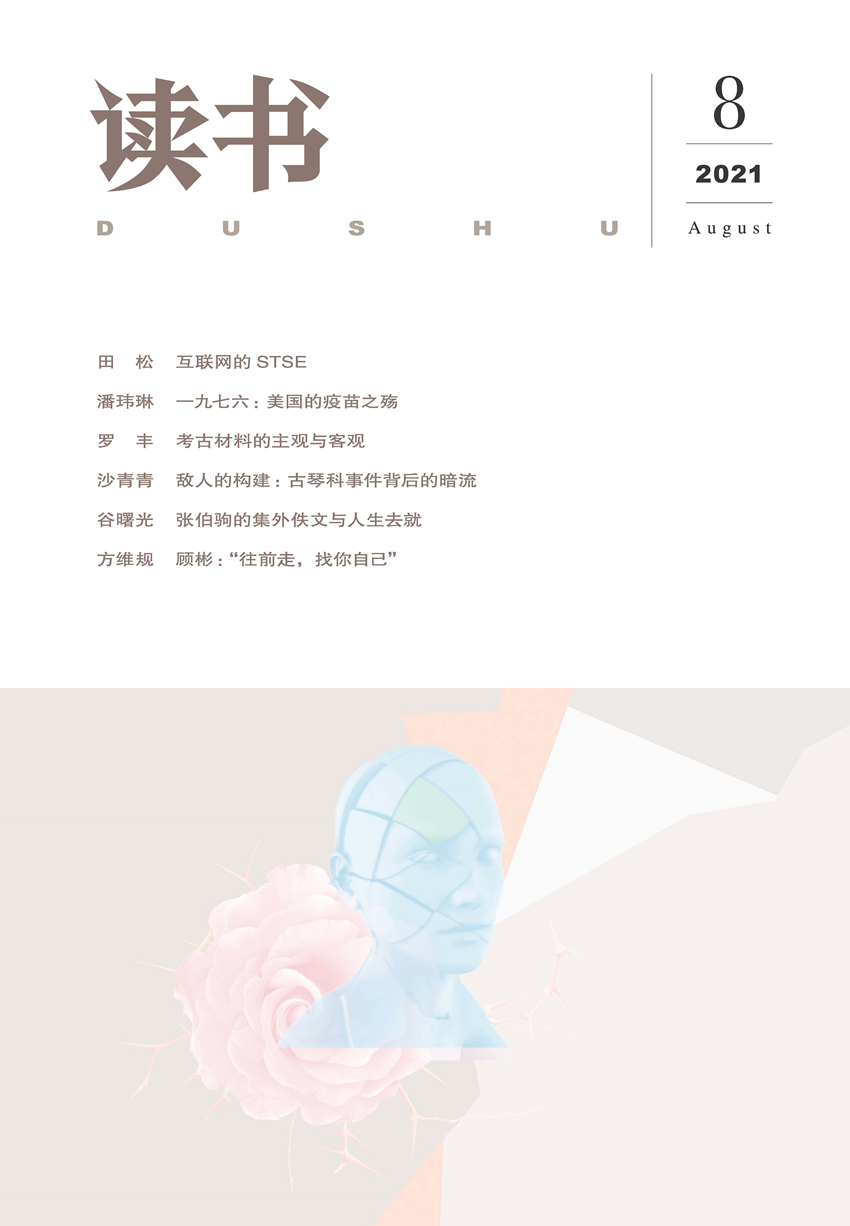 读书
DUSHU
8
2021
August
田 松 互联网的 STSE
潘玮琳 一九七六：美国的疫苗之殇
罗 丰 考古材料的主观与客观
沙青青 敌人的构建：古琴科事件背后的暗流
谷曙光 张伯驹的集外佚文与人生去就
方维规 顾彬：“往前走，找你自己”